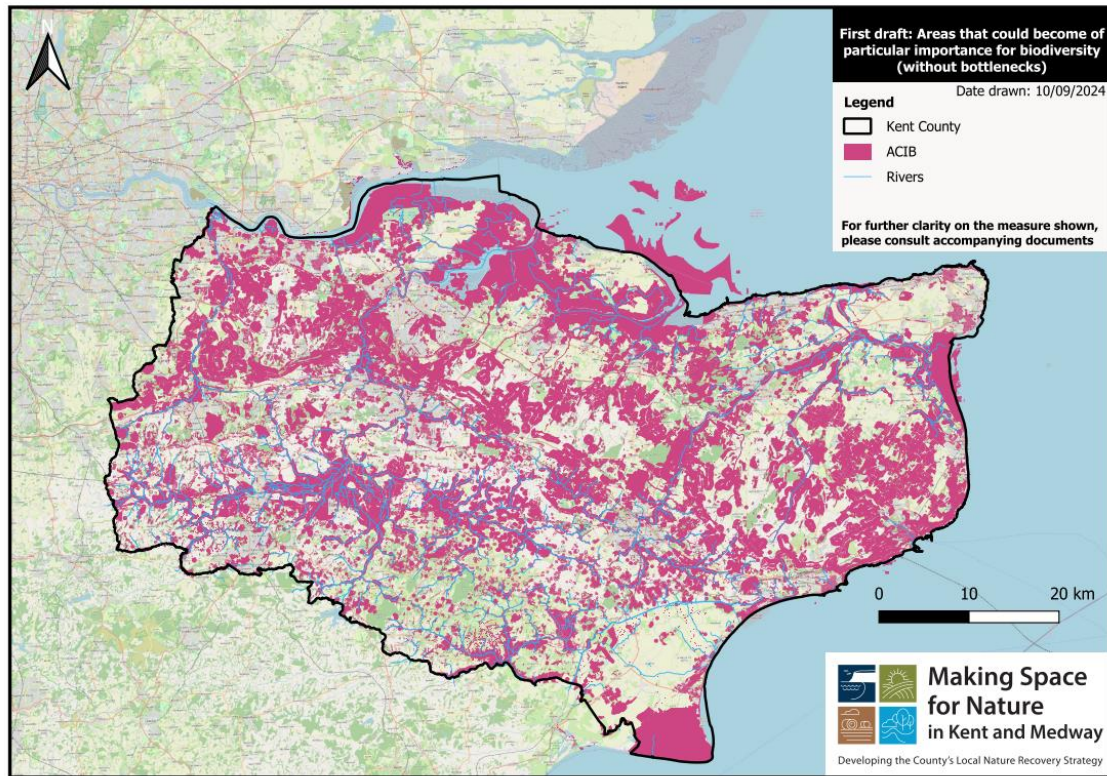 N
First draft: Areas that could become of
particular importance for biodiversity
(without bottlenecks)
Date drawn: 10/09/2024
Legend
Kent County
ACIB
Rivers
For further clarity on the measure shown,
please consult accompanying documents
0 10 20 km
Making Space
for Nature
in Kent and Medway
Developing the County's Local Nature Recovery Strategy